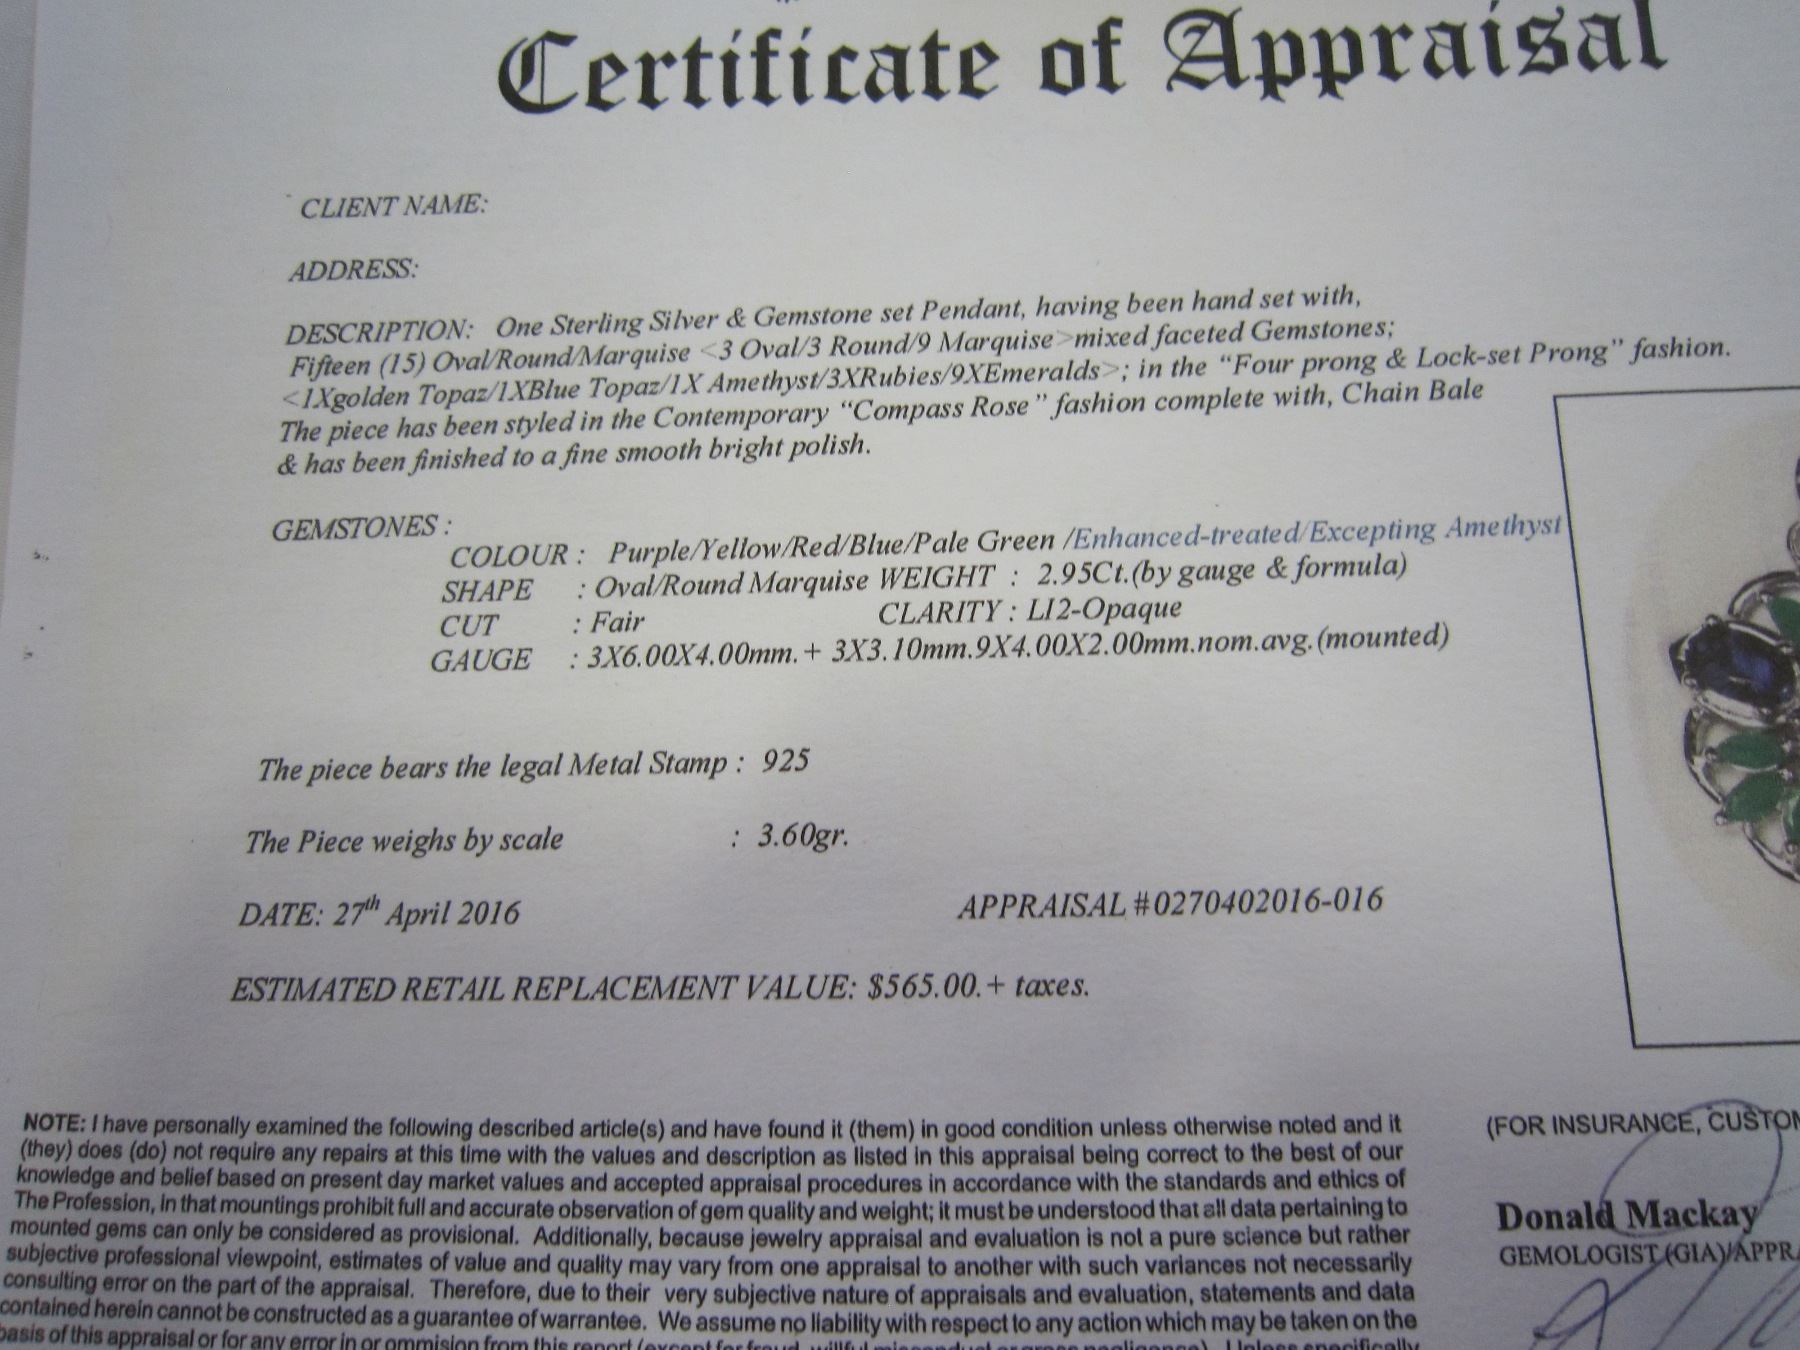 Certificate of Appraisal
CLIENT NAME:
ADDRESS:
DESCRIPTION: One Sterling Silver & Gemstone set Pendant, having been hand set with,
Fifteen (15) Oval/Round/Marquise <3 Oval/3 Round/9 Marquise>mixed faceted Gemstones;
<1Xgolden Topaz/1XBlue Topaz/1X Amethyst/3XRubies/9XEmeralds>; in the “Four prong & Lock-set Prong” fashion.
The piece has been styled in the Contemporary “Compass Rose” fashion complete with, Chain Bale
& has been finished to a fine smooth bright polish.
GEMSTONES :
COLOUR : Purple/Yellow/Red/Blue/Pale Green /Enhanced-treated/Excepting Amethyst
SHAPE : Oval/Round Marquise WEIGHT : 2.95Ct.(by gauge & formula)
CUT : Fair CLARITY : LI2-Opaque
GAUGE : 3X6.00X4.00mm.+ 3X3.10mm.9X4.00X2.00mm.nom.avg.(mounted)
The piece bears the legal Metal Stamp : 925
The Piece weighs by scale : 3.60gr.
DATE: 27th April 2016 APPRAISAL #0270402016-016
ESTIMATED RETAIL REPLACEMENT VALUE: $565.00.+ taxes.
NOTE: I have personally examined the following described article(s) and have found it (them) in good condition unless otherwise noted and it
(they) does (do) not require any repairs at this time with the values and description as listed in this appraisal being correct to the best of our
knowledge and belief based on present day market values and accepted appraisal procedures in accordance with the standards and ethics of
The Profession, in that mountings prohibit full and accurate observation of gem quality and weight; it must be understood that all data pertaining to
mounted gems can only be considered as provisional. Additionally, because jewelry appraisal and evaluation is not a pure science but rather
subjective professional viewpoint, estimates of value and quality may vary from one appraisal to another with such variances not necessarily
consulting error on the part of the appraisal. Therefore, due to their very subjective nature of appraisals and evaluation, statements and data
contained herein cannot be constructed as a guarantee of warrantee. We assume no liability with respect to any action which may be taken on the
basis of this appraisal or for any error in or ommision from this report (except for fraud, willful misconduct or gross negligence). Unless specifically
(FOR INSURANCE, CUSTOM
Donald Mackay
GEMOLOGIST (GIA)/APPRA